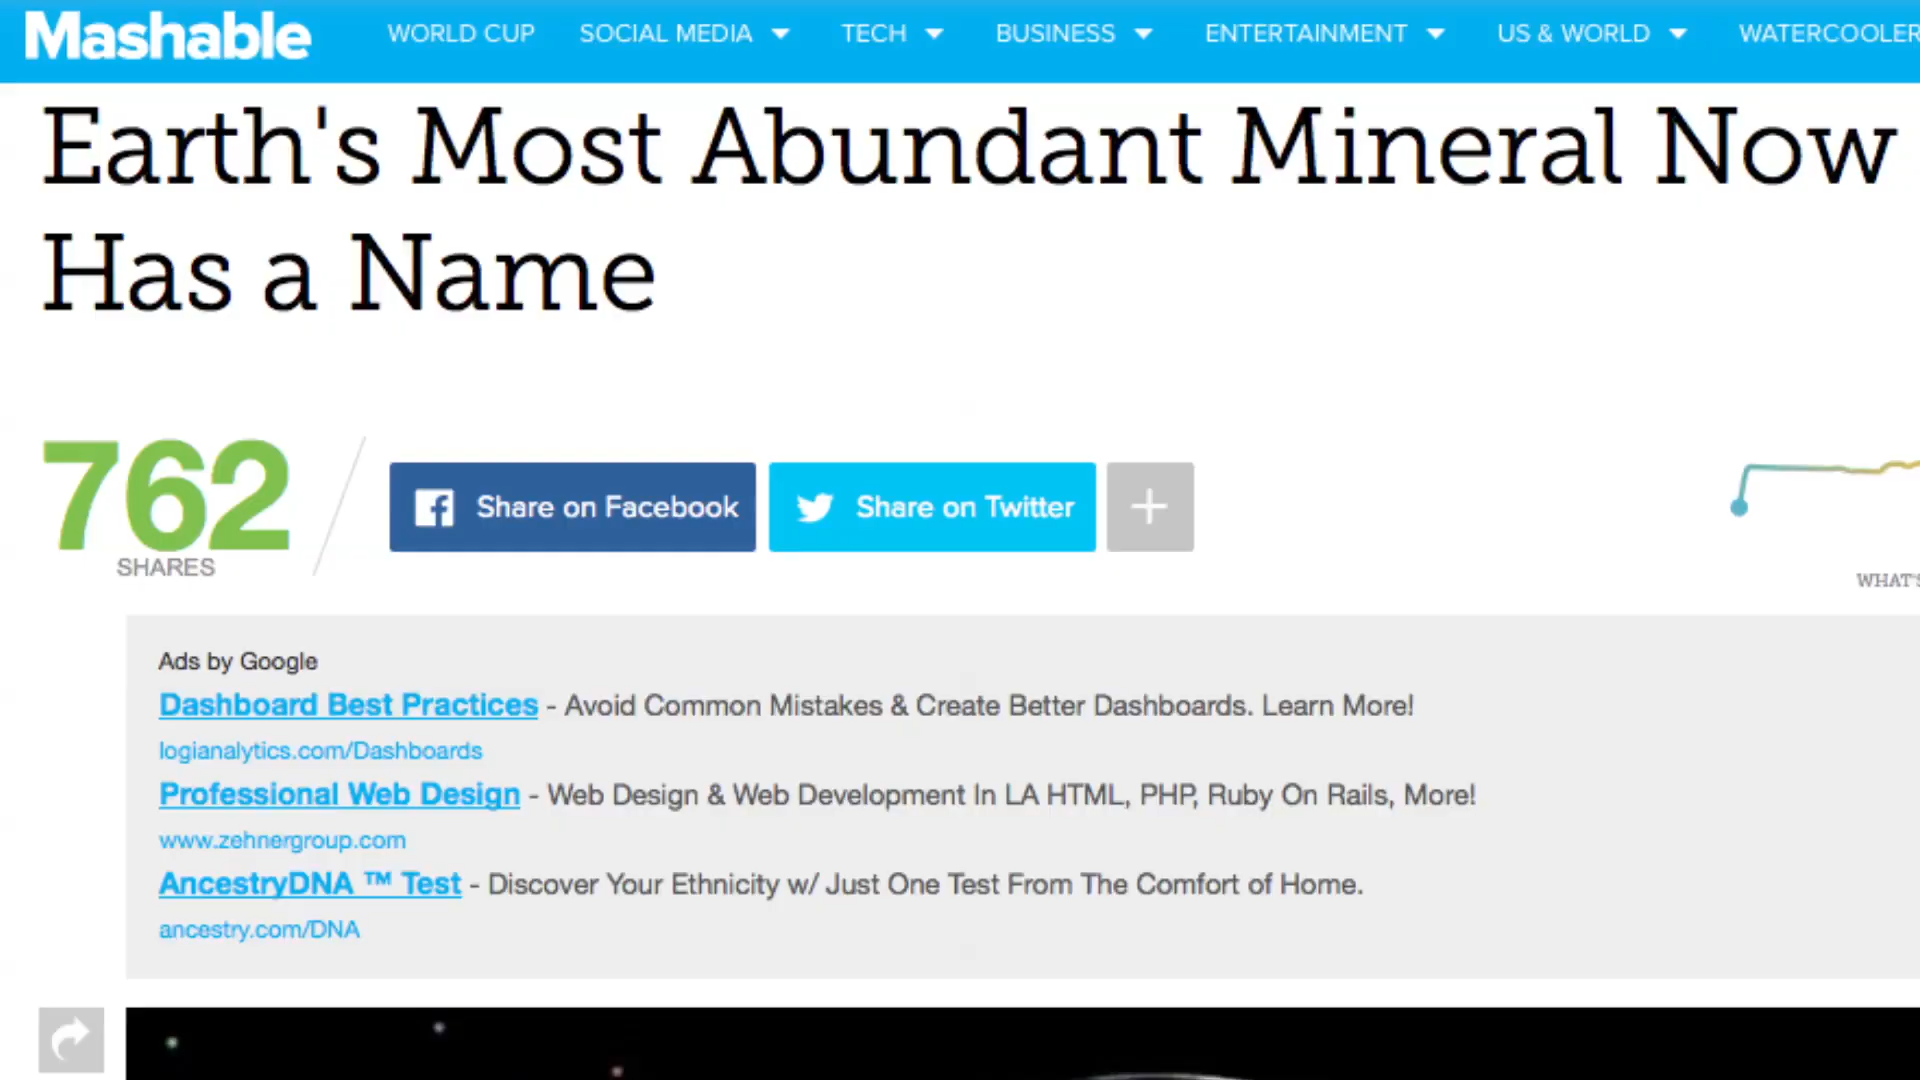 Mashable
WORLD CUP SOCIAL MEDIA TECH BUSINESS ENTERTAINMENT US & WORLD WATERCOOLER
Earth's Most Abundant Mineral Now
Has a Name
762
SHARES
Share on Facebook
Share on Twitter
+
WHAT'S
Ads by Google
Dashboard Best Practices - Avoid Common Mistakes & Create Better Dashboards. Learn More!
logianalytics.com/Dashboards
Professional Web Design - Web Design & Web Development In LA HTML, PHP, Ruby On Rails, More!
www.zehnergroup.com
AncestryDNA ™ Test - Discover Your Ethnicity w/ Just One Test From The Comfort of Home.
ancestry.com/DNA